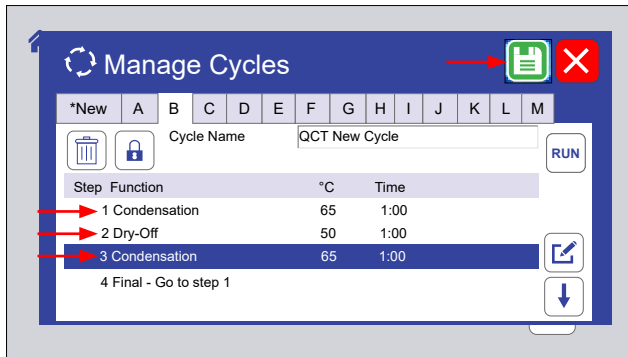 Manage Cycles
*New A B C D E F G H I J K L M
Cycle Name QCT New Cycle
RUN
Step Function °C Time
1 Condensation 65 1:00
2 Dry-Off 50 1:00
3 Condensation 65 1:00
4 Final - Go to step 1